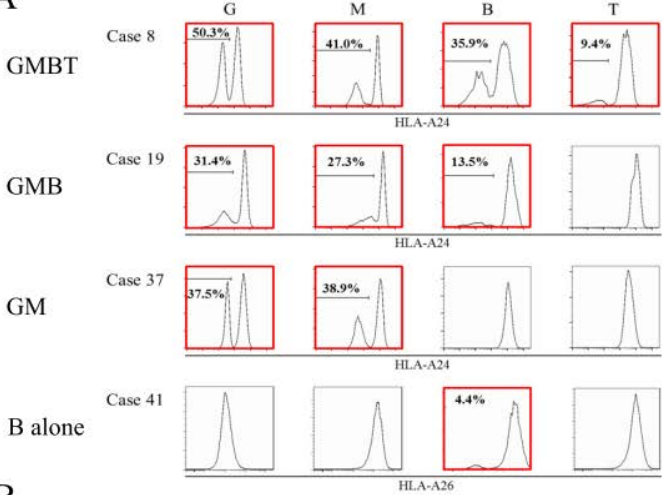 G M B T
Case 8
GMBT
50.3% 41.0% 35.9% 9.4%
HLA-A24
Case 19
GMB
31.4% 27.3% 13.5%
HLA-A24
Case 37
GM
37.5% 38.9%
HLA-A24
Case 41
B alone
4.4%
HLA-A26